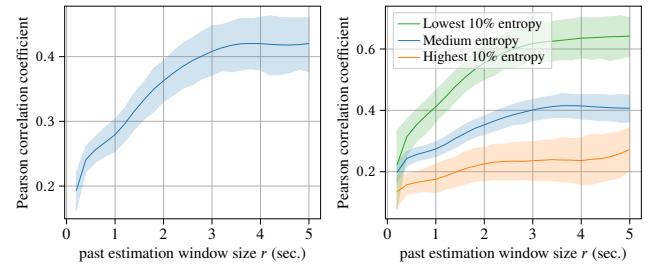 Pearson correlation coefficient
0.4
0.3
0.2
0 1 2 3 4 5
past estimation window size r (sec.)
Pearson correlation coefficient
0.6
0.4
0.2
Lowest 10% entropy
Medium entropy
Highest 10% entropy
0 1 2 3 4 5
past estimation window size r (sec.)